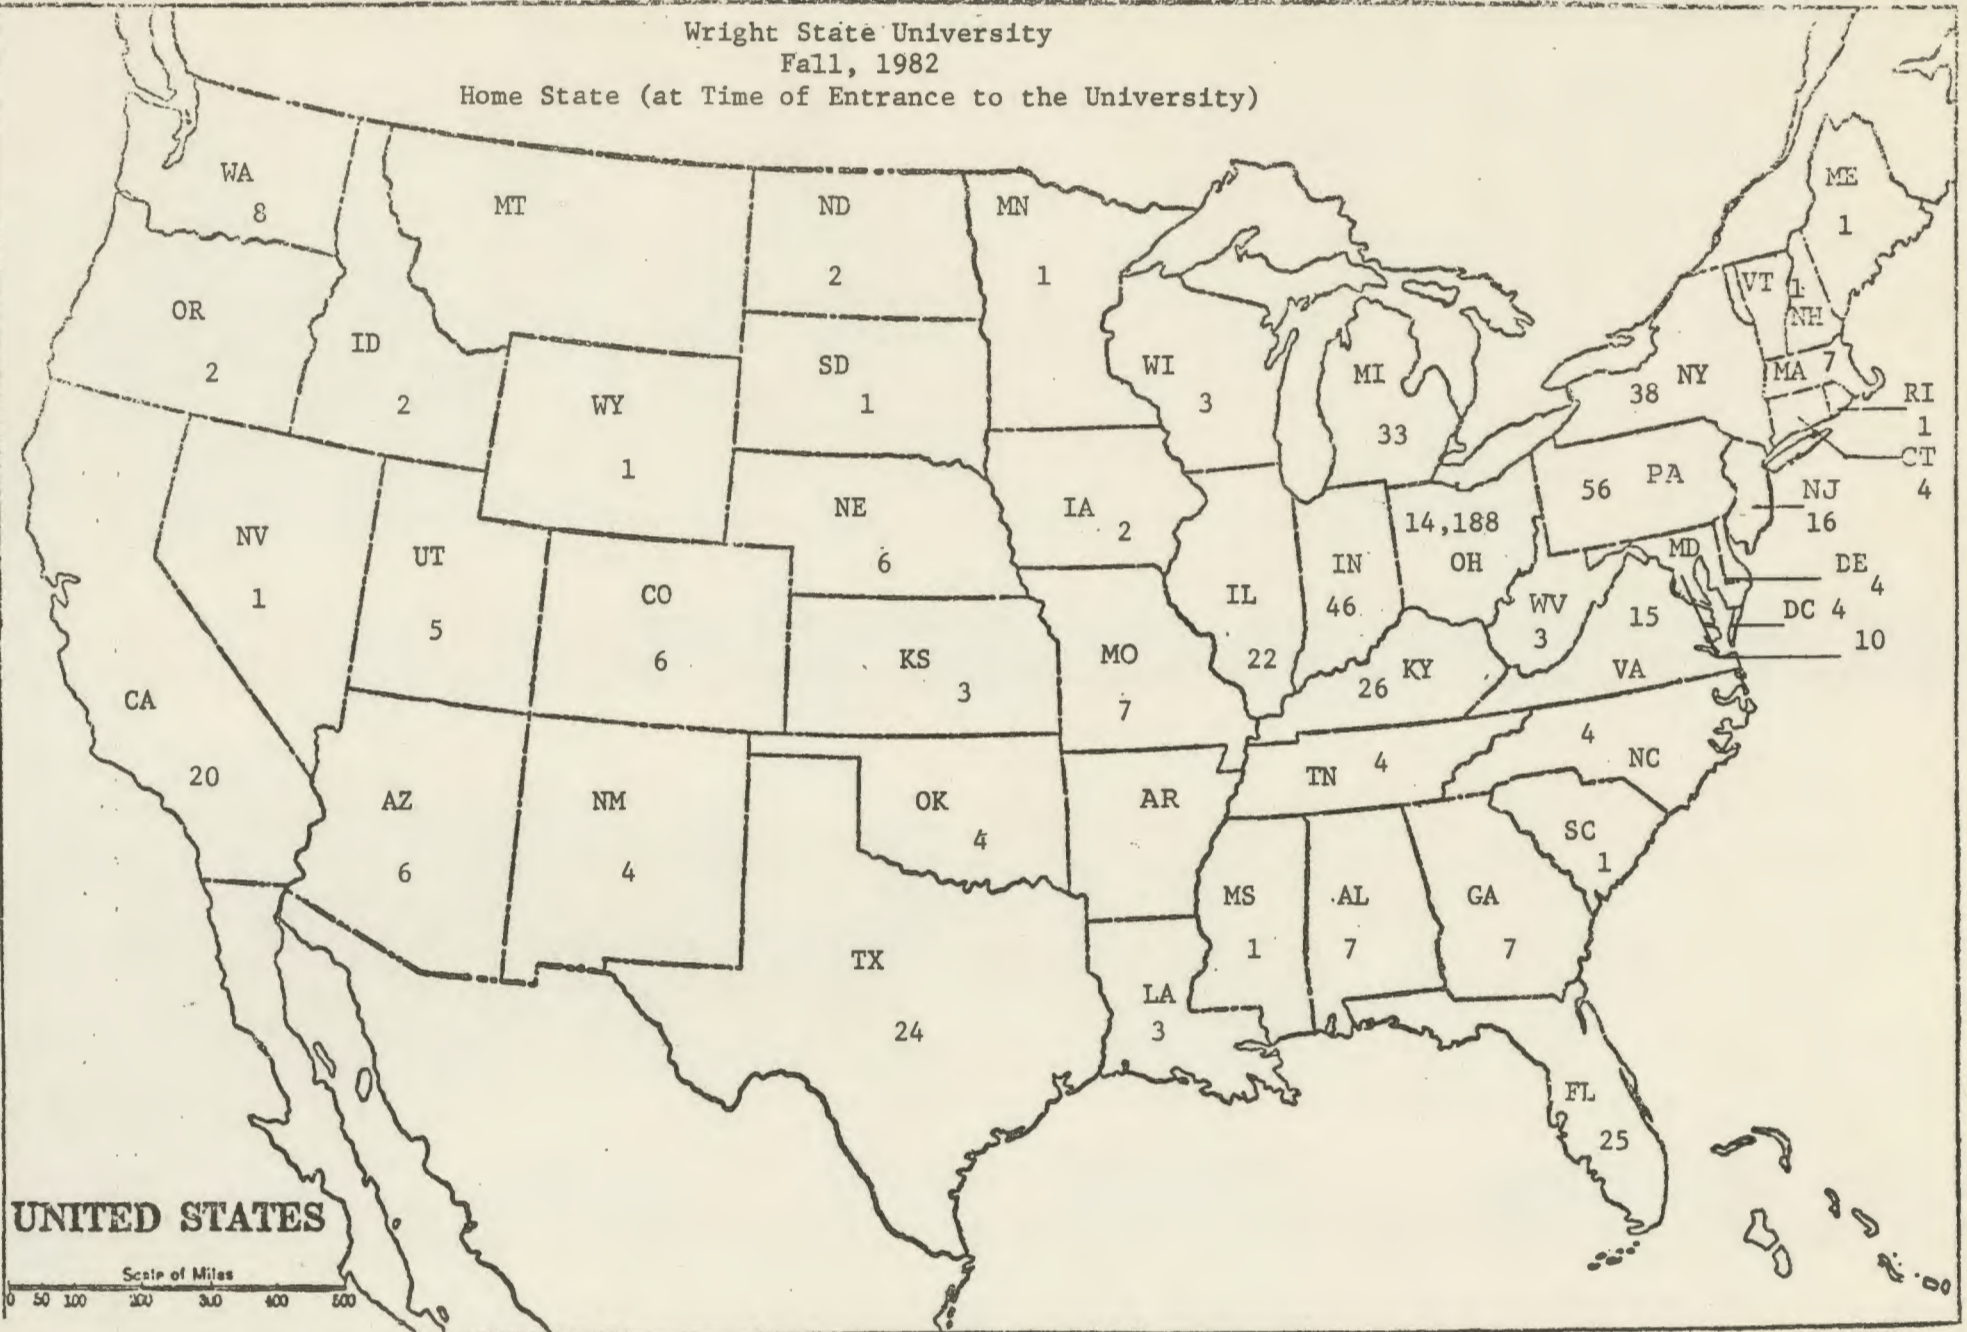 Wright State University
Fall, 1982
Home State (at Time of Entrance to the University)
WA
8
MT
ND
2
MN
1
ME
1
OR
2
ID
2
WY
1
SD
1
WI
3
MI
33
VT
1
NH
NY
38
MA 7
RI
1
CT
4
NV
1
UT
5
CO
6
NE
6
IA
2
IL
22
IN
46
14,188
OH
56 PA
NJ
16
MD
DE
4
DC 4
10
WV
3
15
VA
CA
20
KS
3
MO
7
KY
26
AZ
6
NM
4
OK
4
AR
TN 4
4
NC
SC
1
TX
24
LA
3
MS
1
AL
7
GA
7
FL
25
UNITED STATES
Scale of Miles
0 50 100 200 300 400 500